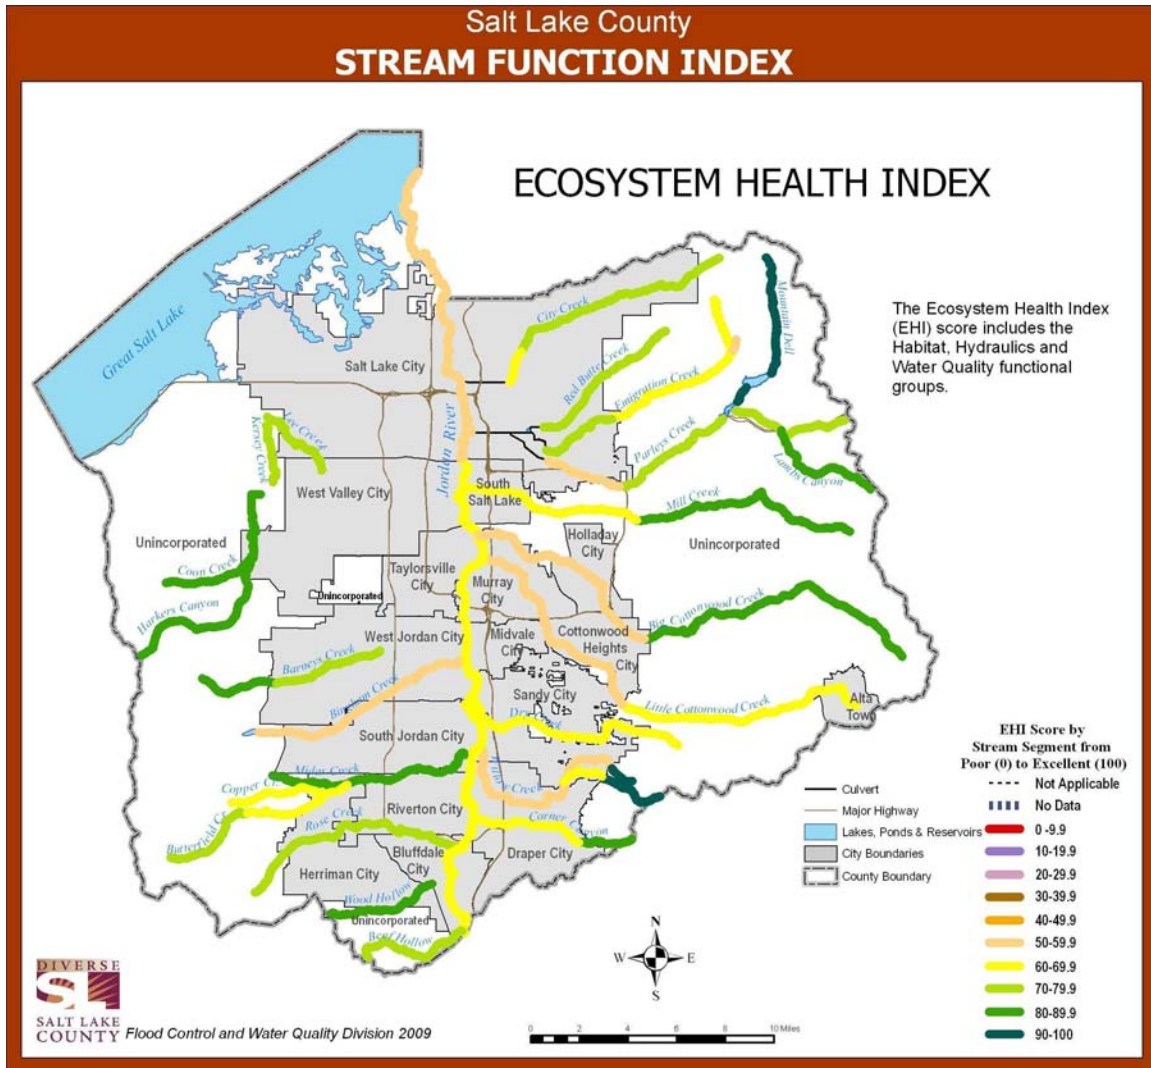 Salt Lake County
STREAM FUNCTION INDEX
ECOSYSTEM HEALTH INDEX
The Ecosystem Health Index
(EHI) score includes the
Habitat, Hydraulics and
Water Quality functional
groups.
Great Salt Lake
Salt Lake City
City Creek
Mountain Dell
Red Butte Creek
Emigration Creek
Parleys Creek
Lambs Canyon
Jordan River
Kersey Creek
Lee Creek
West Valley City
South
Salt Lake
Mill Creek
Unincorporated
Holladay
City
Unincorporated
Coon Creek
Harkers Canyon
Taylorsville
City
Murray
City
Unincorporated
Big Cottonwood Creek
West Jordan City
Midvale
City
Cottonwood
Heights
City
Barneys Creek
Bingham Creek
Sandy City
Little Cottonwood Creek
Alta
Town
South Jordan City
Dry Creek
Midas Creek
Willow Creek
Copper Cr.
Butterfield Cr.
Rose Creek
Riverton City
Corner Canyon
Bluffdale
City
Draper City
Herriman City
Wood Hollow
Unincorporated
Beef Hollow
Culvert
Major Highway
Lakes, Ponds & Reservoirs
City Boundaries
County Boundary
EHI Score by
Stream Segment from
Poor (0) to Excellent (100)
Not Applicable
No Data
0 -9.9
10-19.9
20-29.9
30-39.9
40-49.9
50-59.9
60-69.9
70-79.9
80-89.9
90-100
N
W E
S
0 2 4 6 8 10 Miles
DIVERSE
SL
SALT LAKE
COUNTY
Flood Control and Water Quality Division 2009